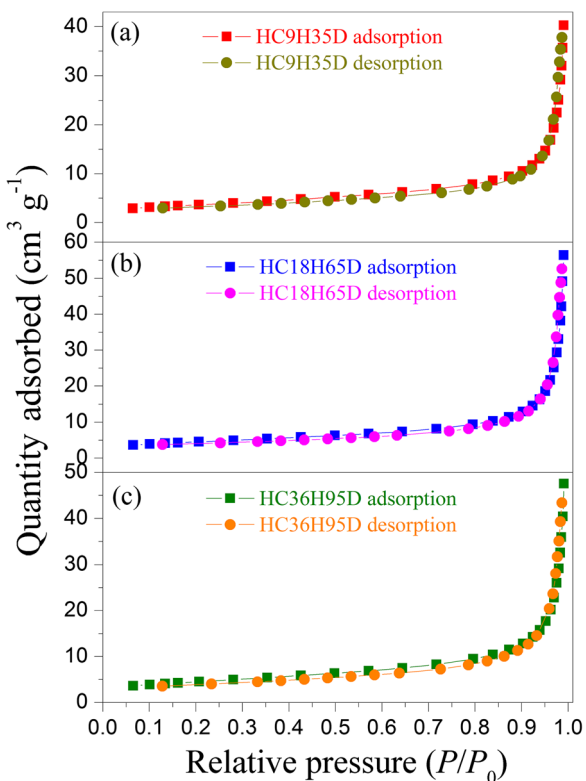 Quantity adsorbed (cm³ g⁻¹)
40
30
20
10
0
(a)
HC9H35D adsorption
HC9H35D desorption
60
50
40
30
20
10
0
(b)
HC18H65D adsorption
HC18H65D desorption
50
40
30
20
10
0
(c)
HC36H95D adsorption
HC36H95D desorption
0.0 0.1 0.2 0.3 0.4 0.5 0.6 0.7 0.8 0.9 1.0
Relative pressure (P/P₀)